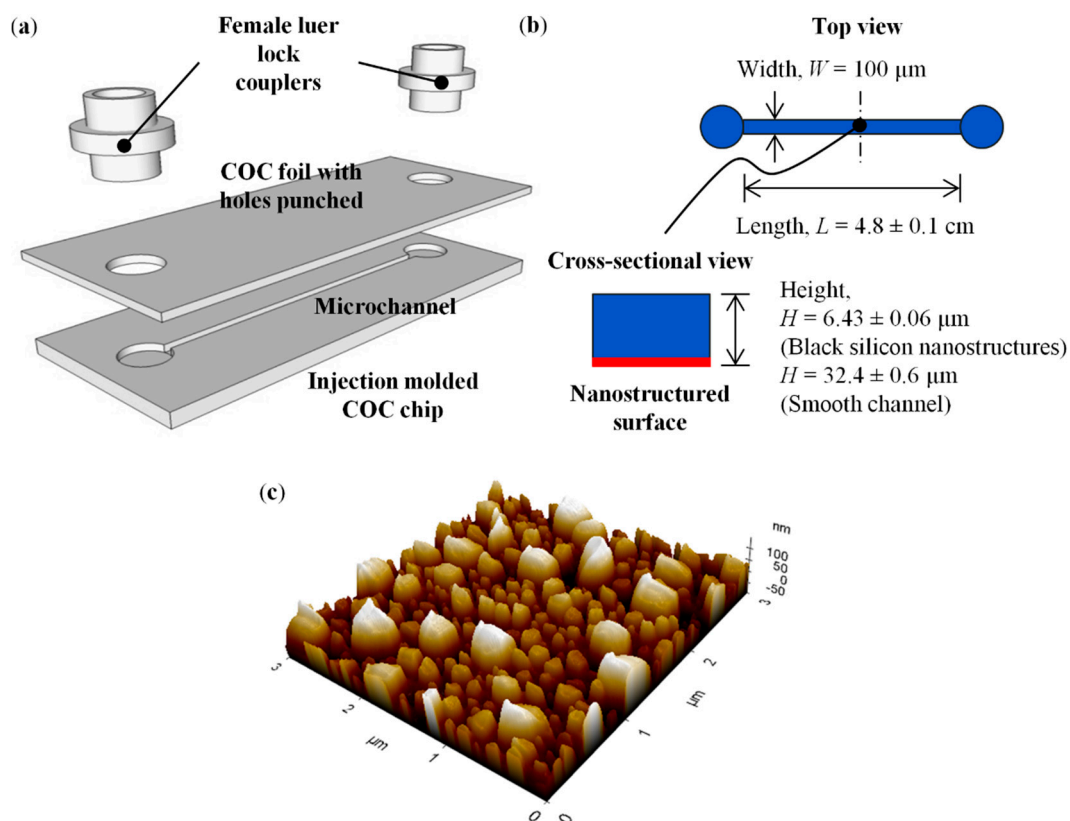 (a)
Female luer
lock
couplers
COC foil with
holes punched
Microchannel
Injection molded
COC chip
(b)
Top view
Width, W = 100 μm
Length, L = 4.8 ± 0.1 cm
Cross-sectional view
Height,
H = 6.43 ± 0.06 μm
(Black silicon nanostructures)
H = 32.4 ± 0.6 μm
(Smooth channel)
Nanostructured
surface
(c)
nm
100
50
0
-50
3
2
μm
1
0
3
2
μm
1
0